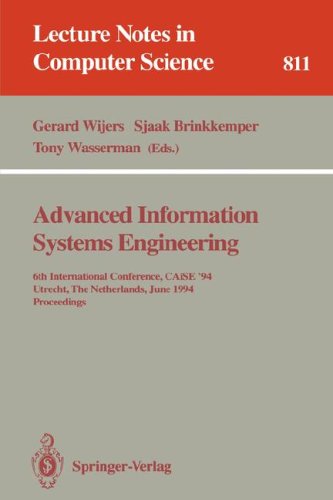 Lecture Notes in
Computer Science 811
Gerard Wijers Sjaak Brinkkemper
Tony Wasserman (Eds.)
Advanced Information
Systems Engineering
6th International Conference, CAiSE '94
Utrecht, The Netherlands, June 1994
Proceedings
Springer-Verlag